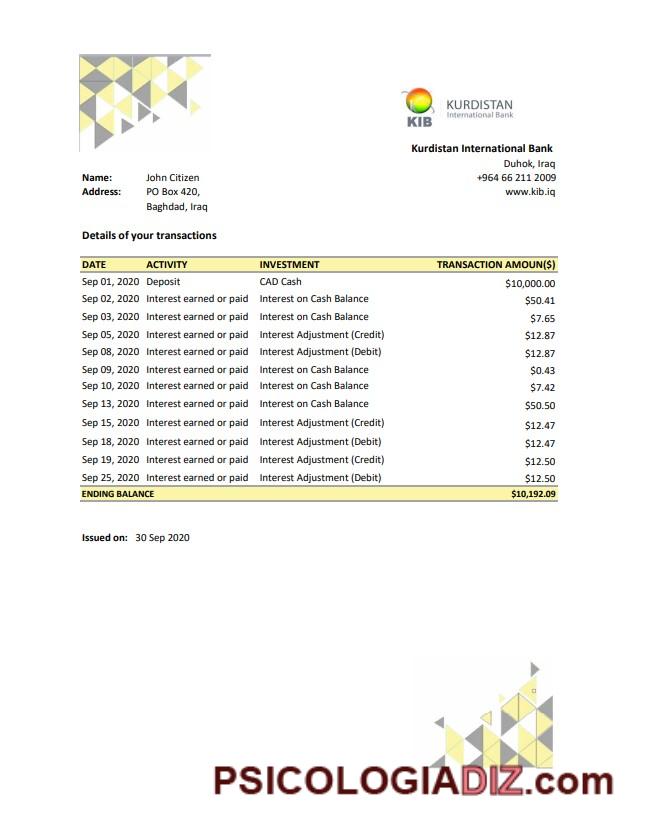 KIB
KURDISTAN
International Bank
Kurdistan International Bank
Duhok, Iraq
+964 66 211 2009
www.kib.iq
Name: John Citizen
Address: PO Box 420,
Baghdad, Iraq
Details of your transactions
DATE ACTIVITY INVESTMENT TRANSACTION AMOUN($)
Sep 01, 2020 Deposit CAD Cash $10,000.00
Sep 02, 2020 Interest earned or paid Interest on Cash Balance $50.41
Sep 03, 2020 Interest earned or paid Interest on Cash Balance $7.65
Sep 05, 2020 Interest earned or paid Interest Adjustment (Credit) $12.87
Sep 08, 2020 Interest earned or paid Interest Adjustment (Debit) $12.87
Sep 09, 2020 Interest earned or paid Interest on Cash Balance $0.43
Sep 10, 2020 Interest earned or paid Interest on Cash Balance $7.42
Sep 13, 2020 Interest earned or paid Interest on Cash Balance $50.50
Sep 15, 2020 Interest earned or paid Interest Adjustment (Credit) $12.47
Sep 18, 2020 Interest earned or paid Interest Adjustment (Debit) $12.47
Sep 19, 2020 Interest earned or paid Interest Adjustment (Credit) $12.50
Sep 25, 2020 Interest earned or paid Interest Adjustment (Debit) $12.50
ENDING BALANCE $10,192.09
Issued on: 30 Sep 2020
PSICOLOGIADIZ.com